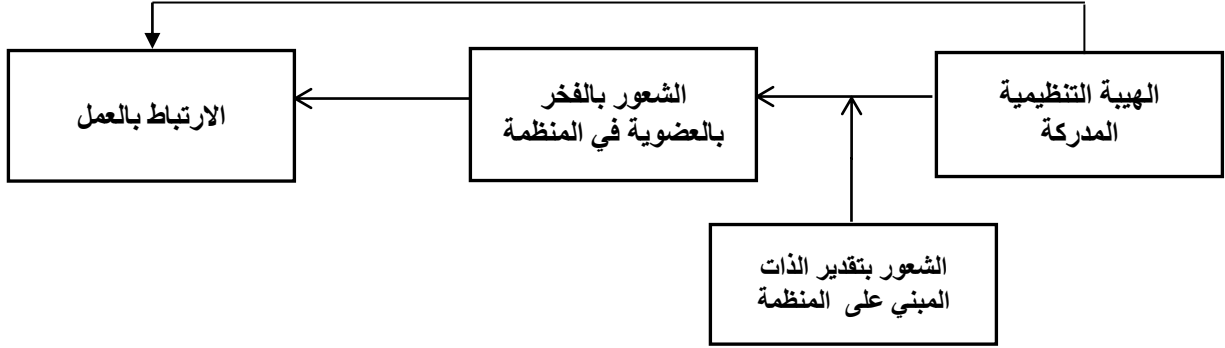 الهيبة التنظيمية
المدركة
الشعور بالفخر
بالعضوية في المنظمة
الارتباط بالعمل
الشعور بتقدير الذات
المبني على المنظمة